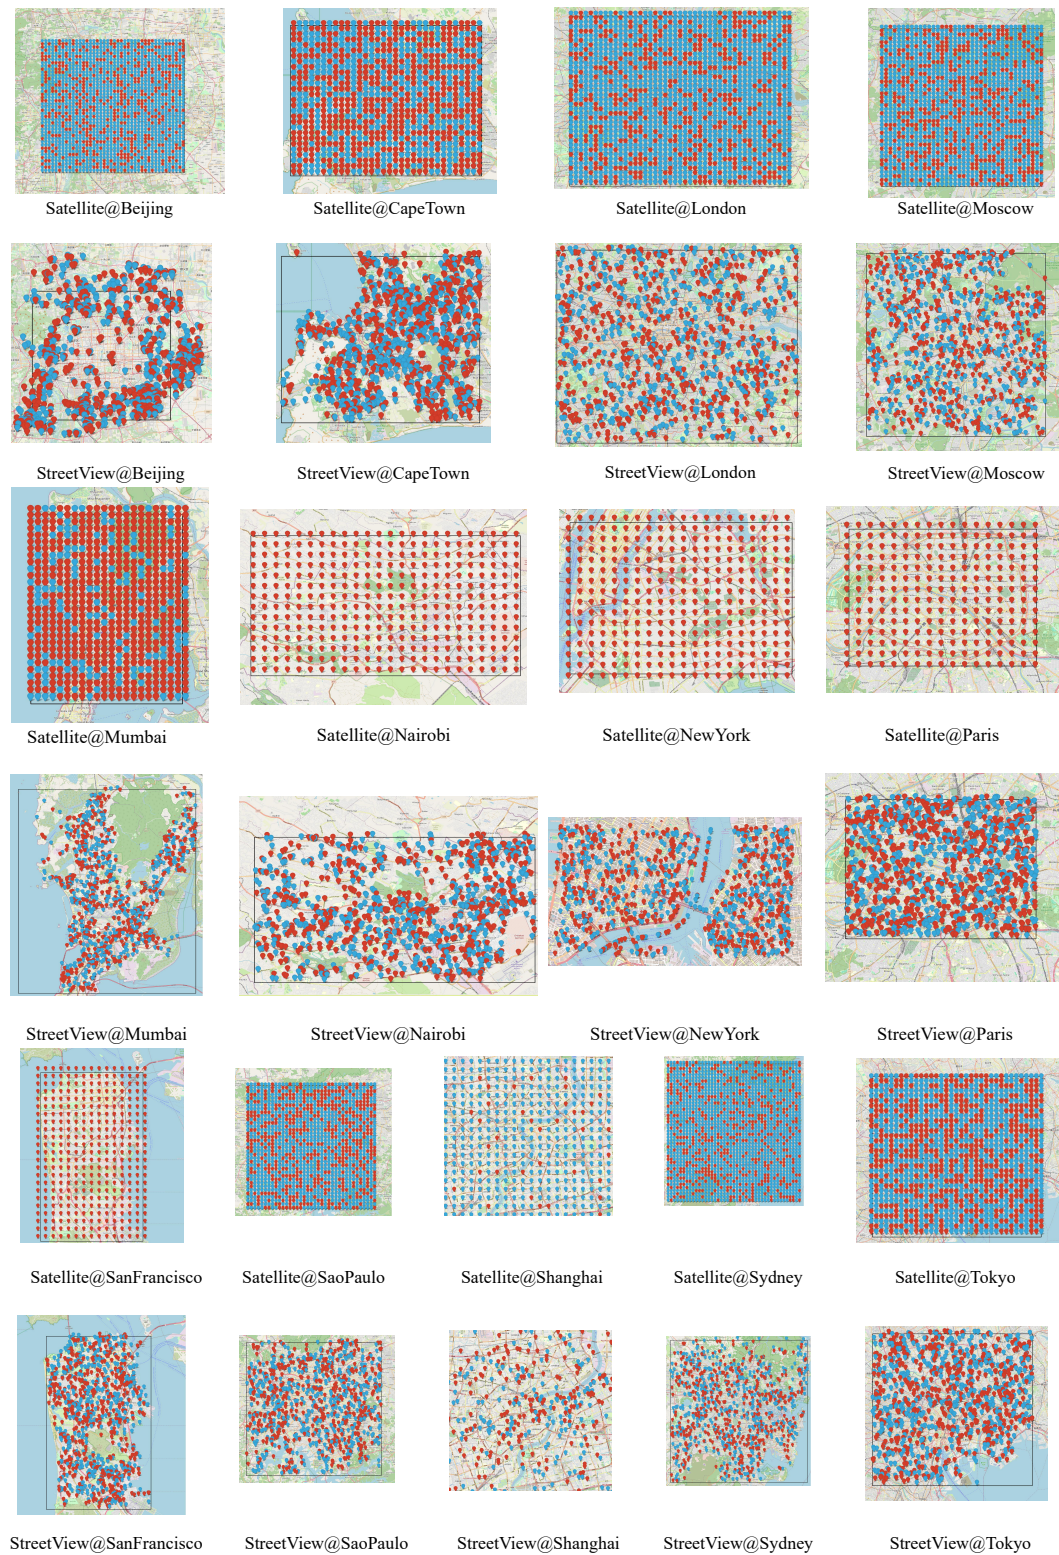 Satellite@Beijing
Satellite@CapeTown
Satellite@London
Satellite@Moscow
StreetView@Beijing
StreetView@CapeTown
StreetView@London
StreetView@Moscow
Satellite@Mumbai
Satellite@Nairobi
Satellite@NewYork
Satellite@Paris
StreetView@Mumbai
StreetView@Nairobi
StreetView@NewYork
StreetView@Paris
Satellite@SanFrancisco
Satellite@SaoPaulo
Satellite@Shanghai
Satellite@Sydney
Satellite@Tokyo
StreetView@SanFrancisco
StreetView@SaoPaulo
StreetView@Shanghai
StreetView@Sydney
StreetView@Tokyo